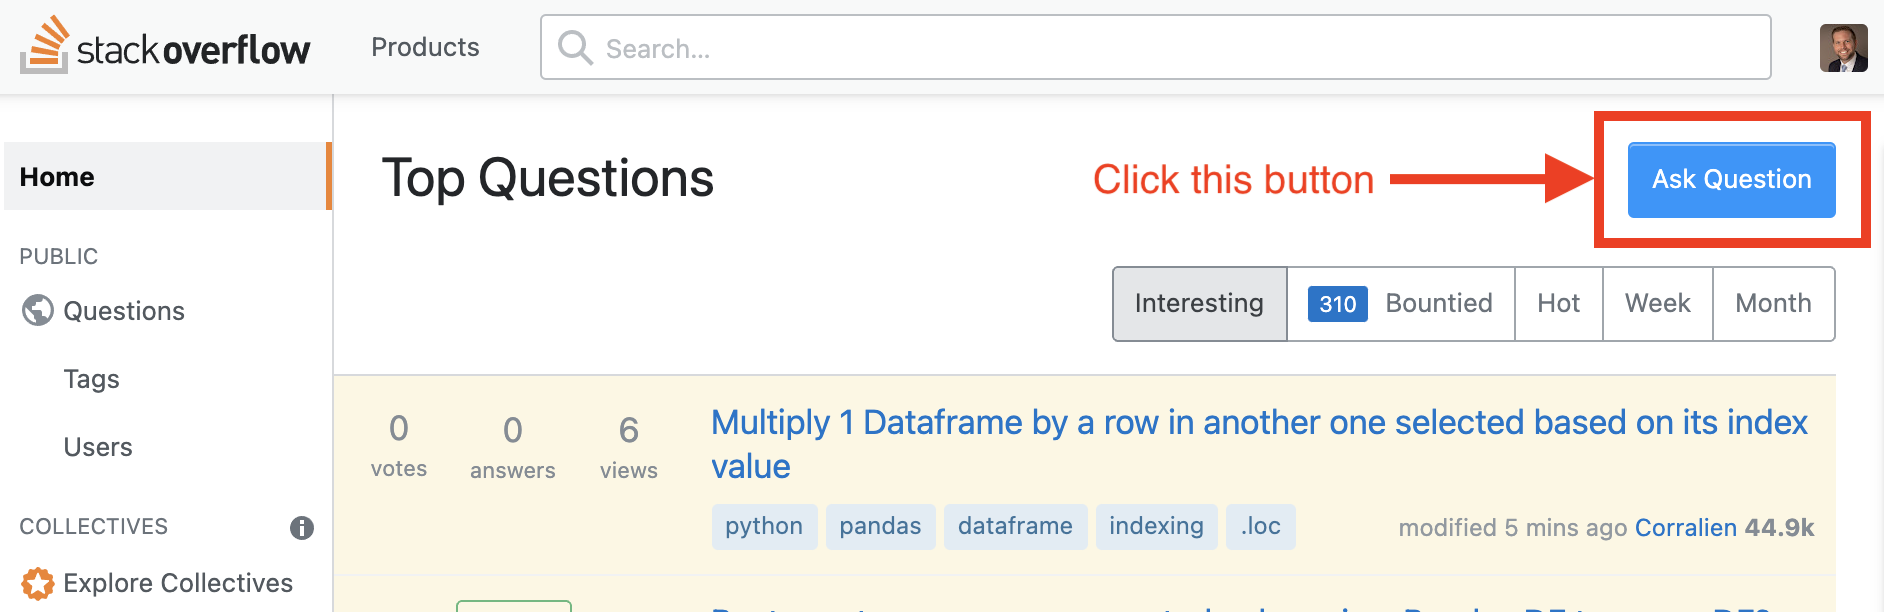 stackoverflow
Products
Search...
Home
Top Questions
Click this button
Ask Question
PUBLIC
Questions
Tags
Users
COLLECTIVES
Explore Collectives
Interesting
310 Bountied
Hot
Week
Month
0 votes
0 answers
6 views
Multiply 1 Dataframe by a row in another one selected based on its index
value
python pandas dataframe indexing .loc
modified 5 mins ago Corralien 44.9k